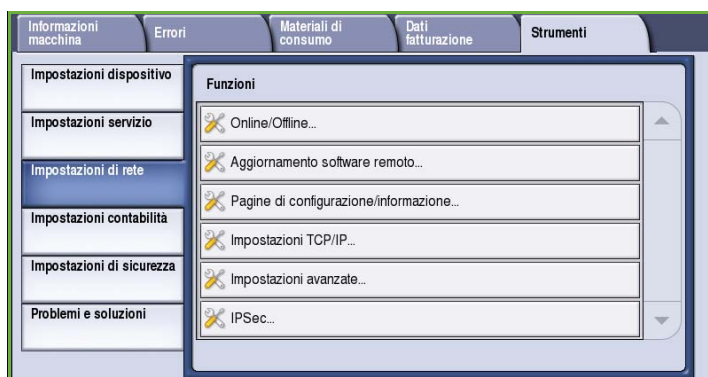 Informazioni
macchina
Errori
Materiali di
consumo
Dati
fatturazione
Strumenti
Impostazioni dispositivo
Impostazioni servizio
Impostazioni di rete
Impostazioni contabilità
Impostazioni di sicurezza
Problemi e soluzioni
Funzioni
Online/Offline...
Aggiornamento software remoto...
Pagine di configurazione/informazione...
Impostazioni TCP/IP...
Impostazioni avanzate...
IPSec...